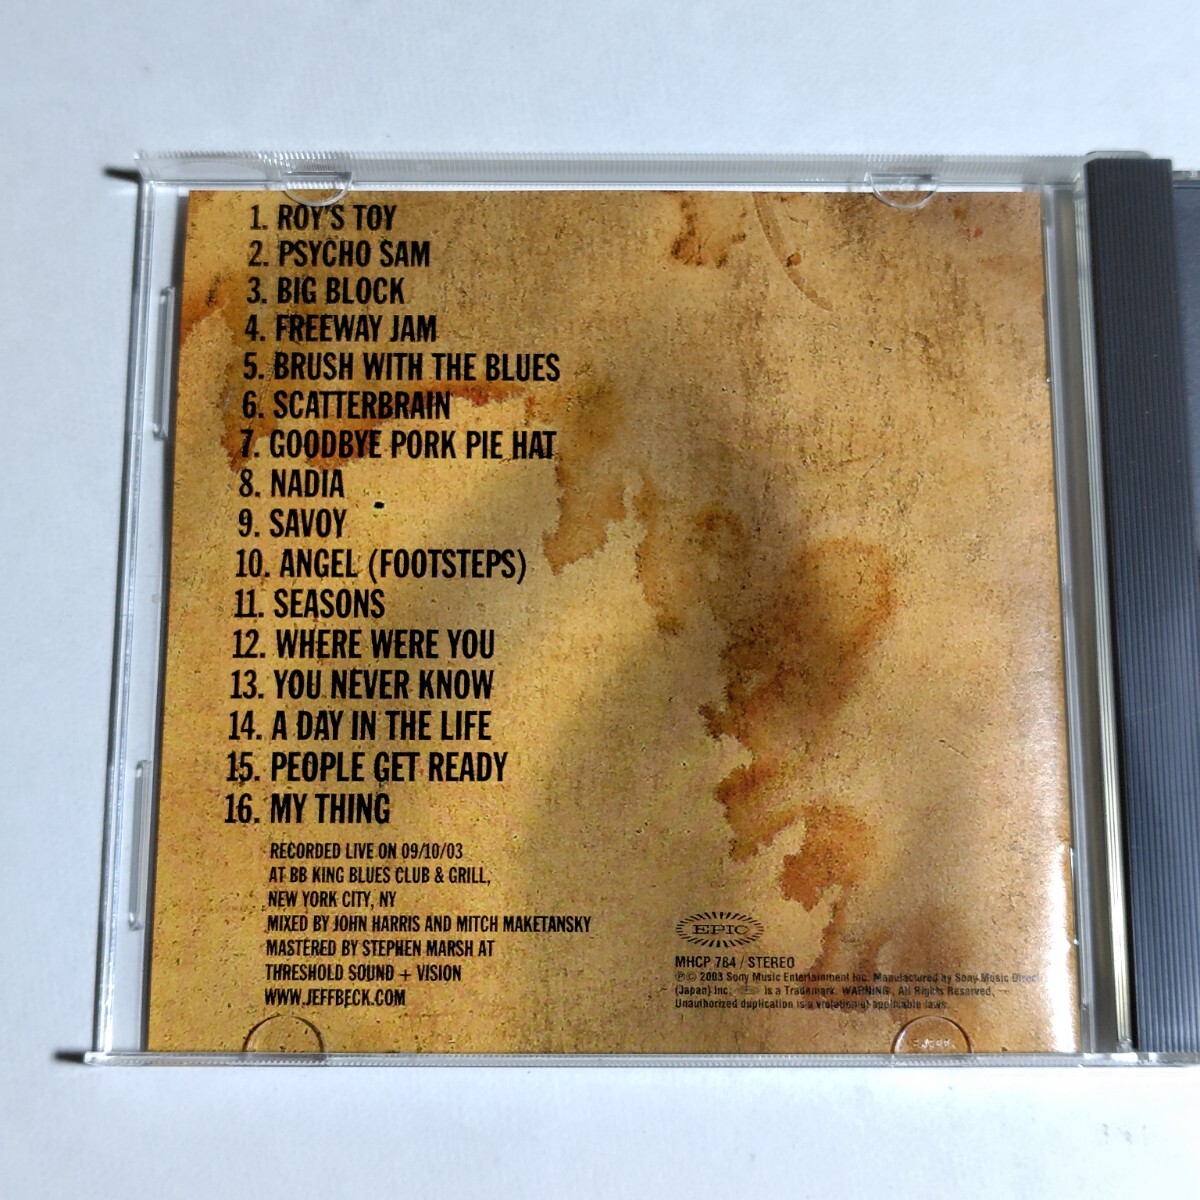 1. ROY'S TOY
2. PSYCHO SAM
3. BIG BLOCK
4. FREEWAY JAM
5. BRUSH WITH THE BLUES
6. SCATTERBRAIN
7. GOODBYE PORK PIE HAT
8. NADIA
9. SAVOY
10. ANGEL (FOOTSTEPS)
11. SEASONS
12. WHERE WERE YOU
13. YOU NEVER KNOW
14. A DAY IN THE LIFE
15. PEOPLE GET READY
16. MY THING
RECORDED LIVE ON 09/10/03
AT BB KING BLUES CLUB & GRILL,
NEW YORK CITY, NY
MIXED BY JOHN HARRIS AND MITCH MAKETANSKY
MASTERED BY STEPHEN MARSH AT
THRESHOLD SOUND + VISION
WWW.JEFFBECK.COM
EPIC
MHCP 784 / STEREO
℗© 2003 Sony Music Entertainment Inc. Manufactured by Sony Music Direct
(Japan) Inc. is a Trademark. WARNING: All Rights Reserved.
Unauthorized duplication is a violation of applicable laws.